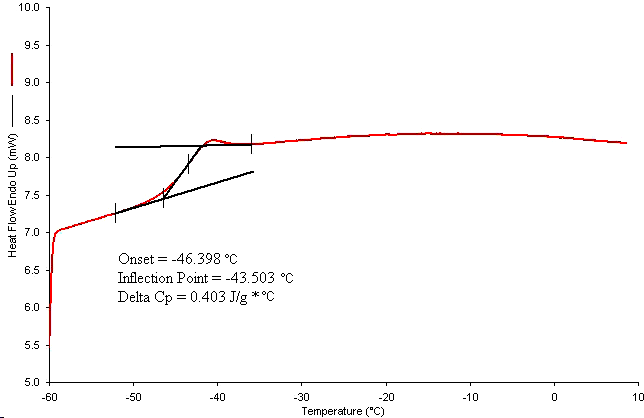 10.0
9.5
9.0
8.5
8.0
7.5
7.0
6.5
6.0
5.5
5.0
Heat Flow Endo Up (mW)
Onset = -46.398 °C
Inflection Point = -43.503 °C
Delta Cp = 0.403 J/g * °C
-60 -50 -40 -30 -20 -10 0 10
Temperature (°C)